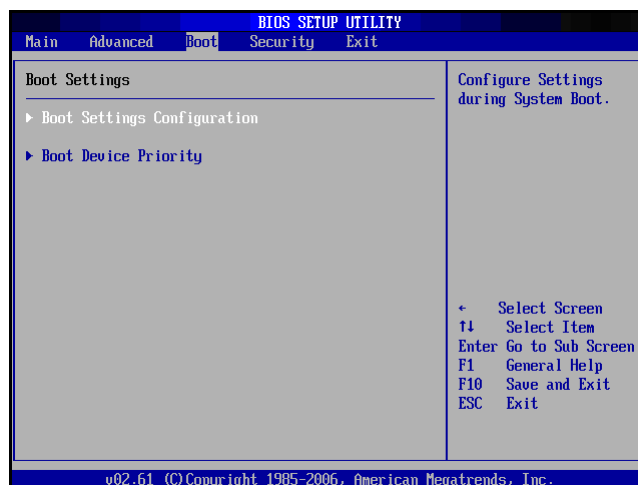 BIOS SETUP UTILITY
Main Advanced Boot Security Exit
Boot Settings
▶ Boot Settings Configuration
▶ Boot Device Priority
Configure Settings
during System Boot.
← Select Screen
↑↓ Select Item
Enter Go to Sub Screen
F1 General Help
F10 Save and Exit
ESC Exit
v02.61 (C)Copyright 1985-2006, American Megatrends, Inc.